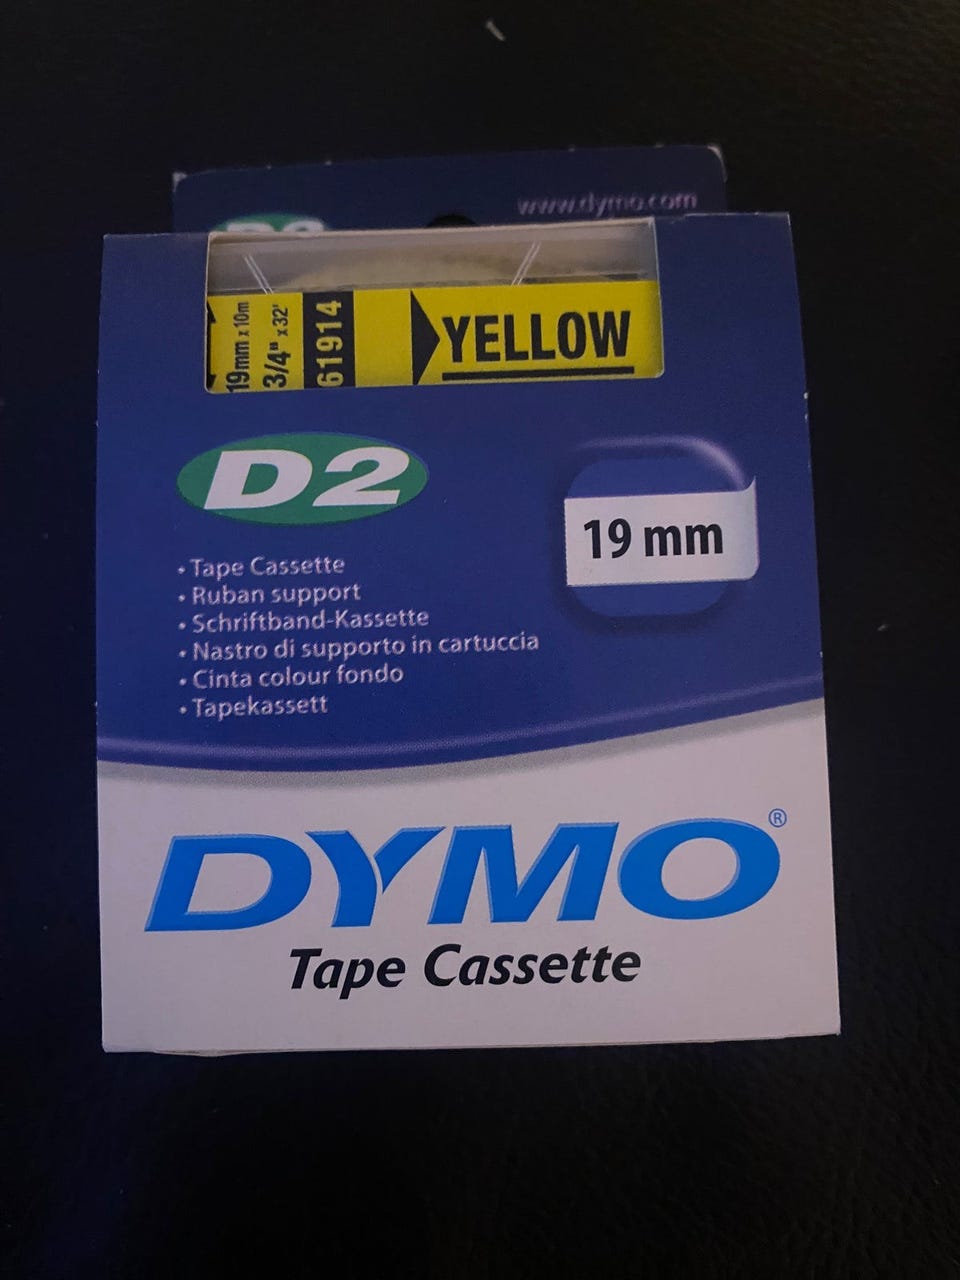 www.dymo.com
D2
19mm x 10m
3/4" x 32'
61914
YELLOW
D2
19 mm
• Tape Cassette
• Ruban support
• Schriftband-Kassette
• Nastro di supporto in cartuccia
• Cinta colour fondo
• Tapekassett
DYMO®
Tape Cassette